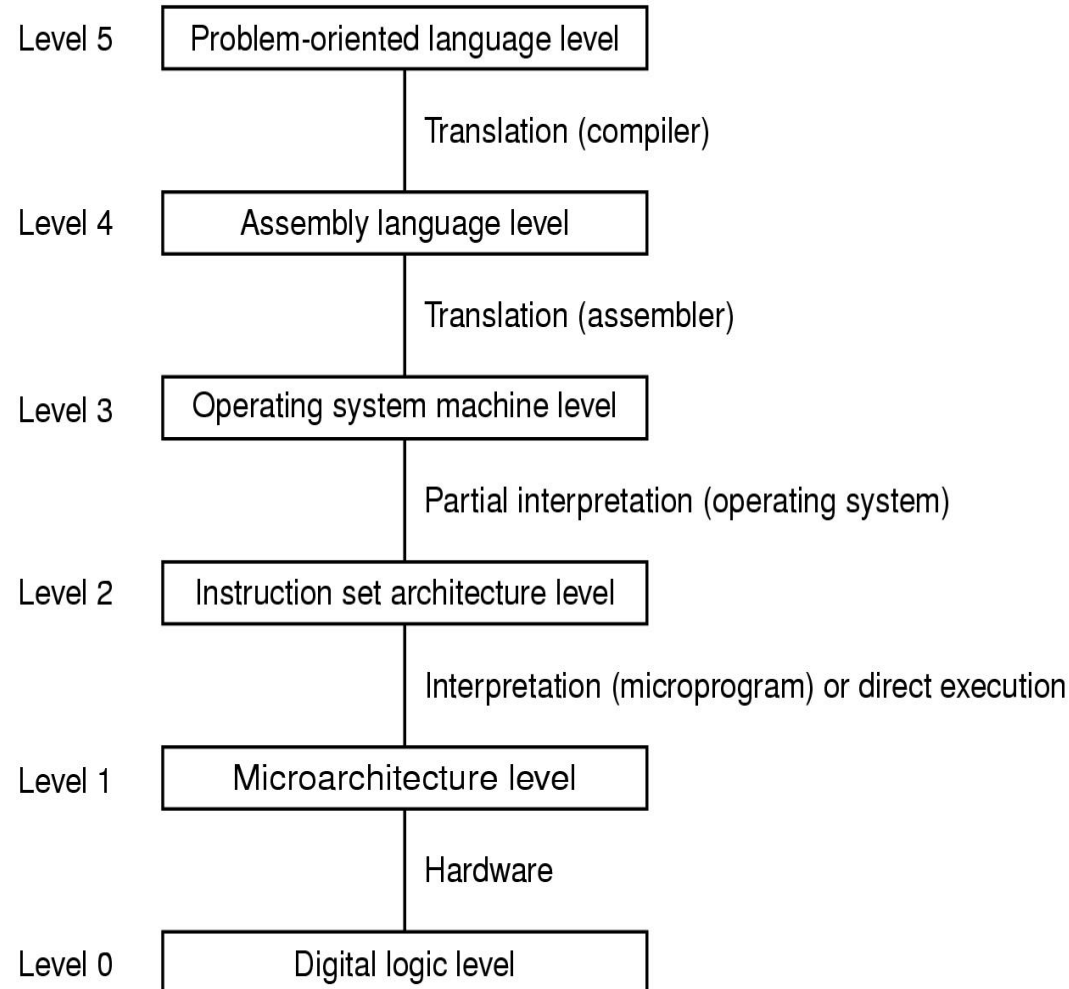 Level 5 Problem-oriented language level
Translation (compiler)
Level 4 Assembly language level
Translation (assembler)
Level 3 Operating system machine level
Partial interpretation (operating system)
Level 2 Instruction set architecture level
Interpretation (microprogram) or direct execution
Level 1 Microarchitecture level
Hardware
Level 0 Digital logic level